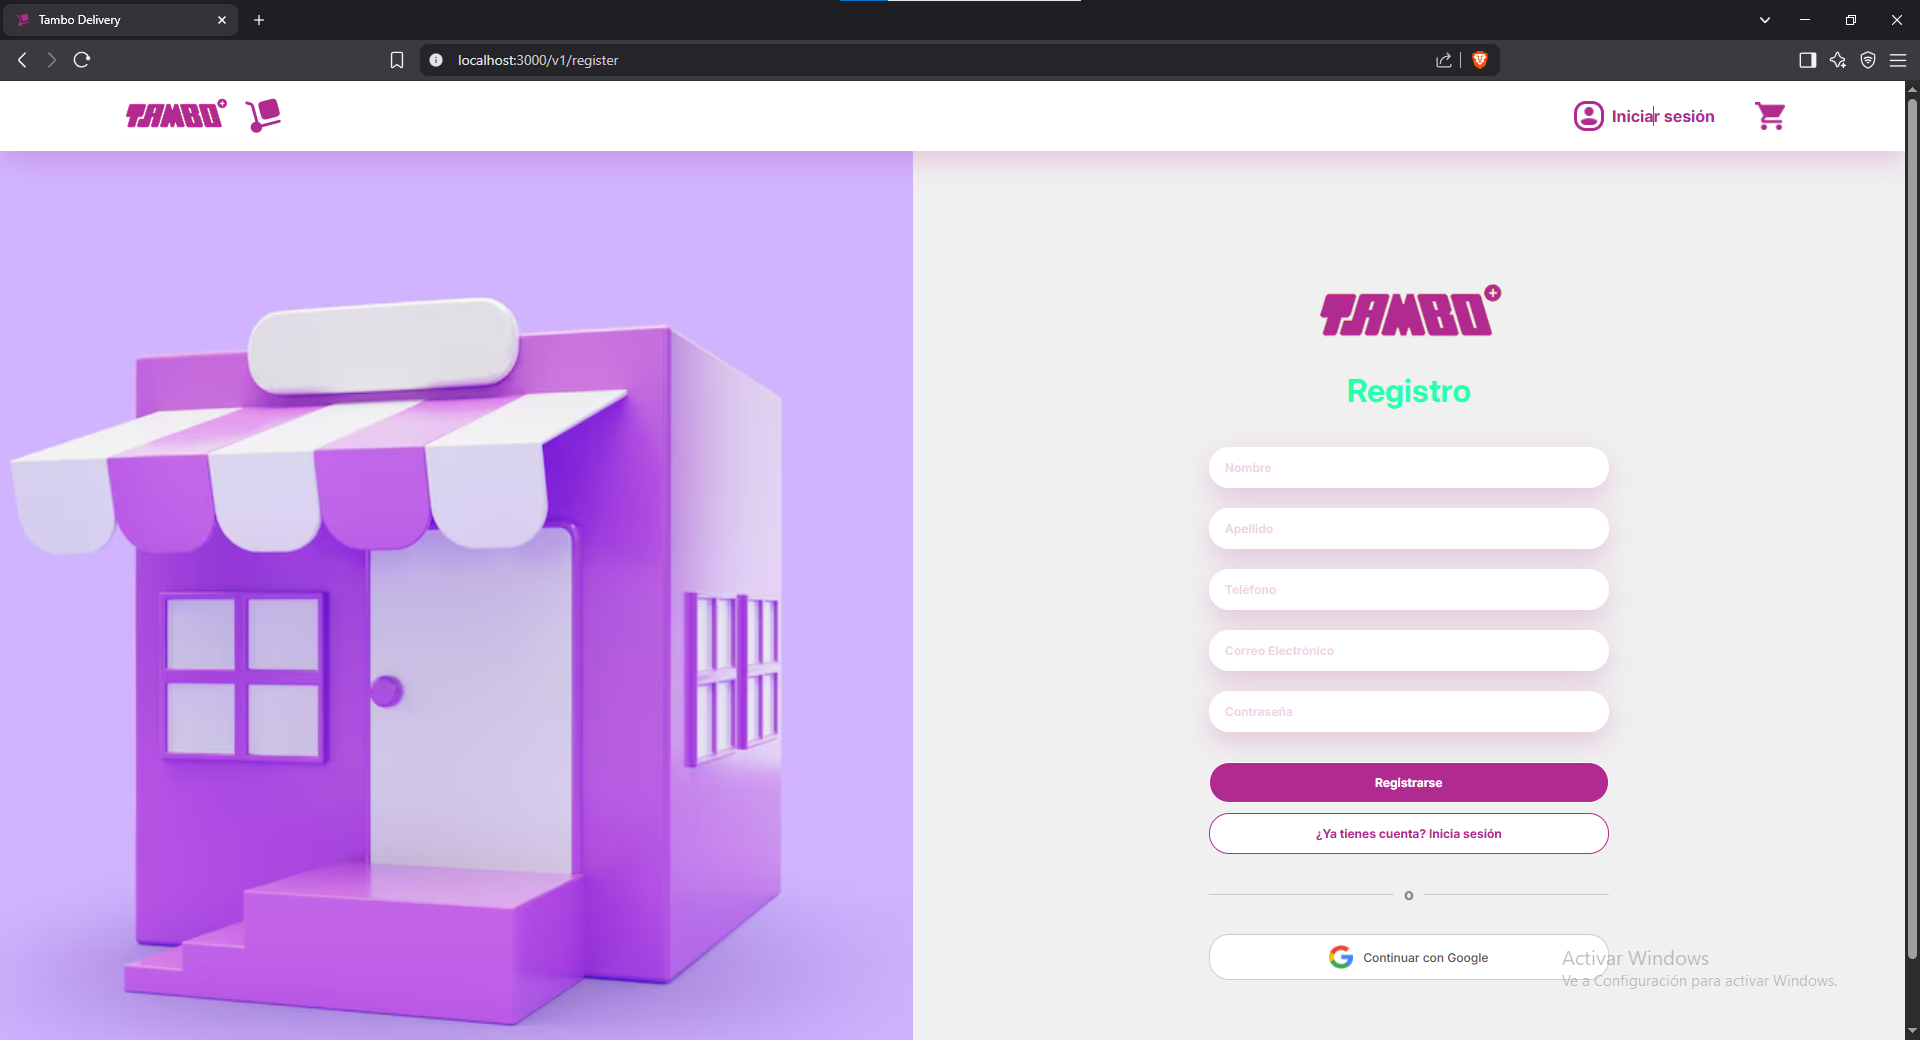 Tambo Delivery
localhost:3000/v1/register
TAMBO+
Iniciar sesión
TAMBO+
Registro
Nombre
Apellido
Teléfono
Correo Electrónico
Contraseña
Registrarse
¿Ya tienes cuenta? Inicia sesión
o
Continuar con Google
Activar Windows
Ve a Configuración para activar Windows.